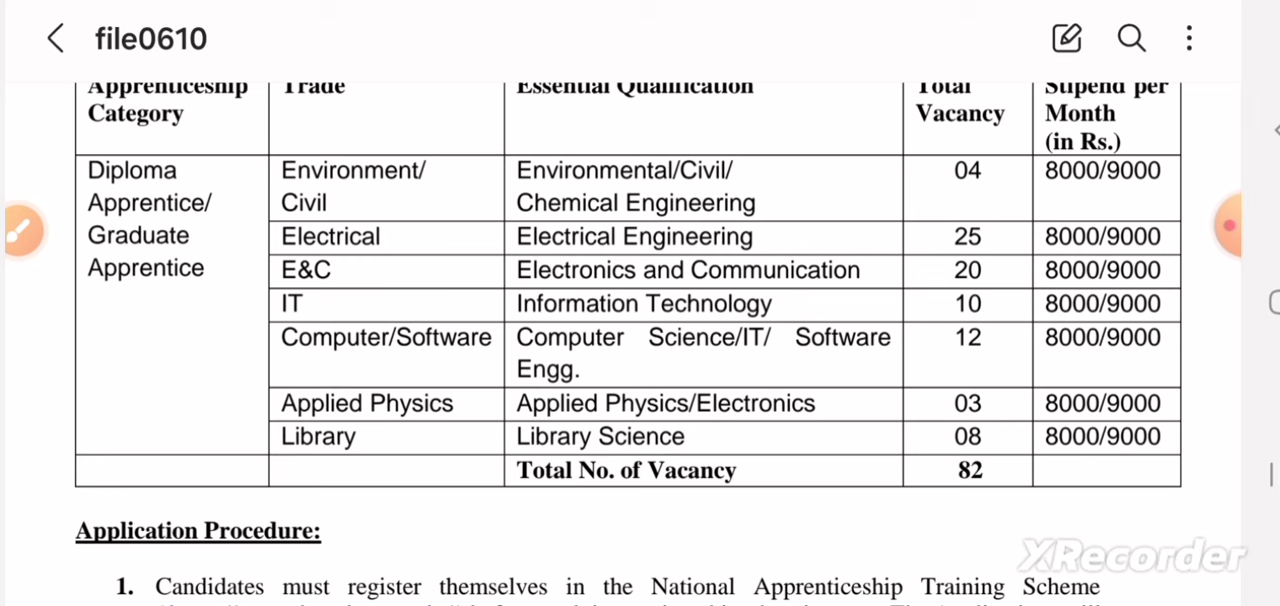 file0610
Apprenticeship Trade Essential Qualification Total Stipend per
Category Vacancy Month
(in Rs.)
Diploma Environment/ Environmental/Civil/ 04 8000/9000
Apprentice/ Civil Chemical Engineering
Graduate Electrical Electrical Engineering 25 8000/9000
Apprentice E&C Electronics and Communication 20 8000/9000
IT Information Technology 10 8000/9000
Computer/Software Computer Science/IT/ Software 12 8000/9000
Engg.
Applied Physics Applied Physics/Electronics 03 8000/9000
Library Library Science 08 8000/9000
Total No. of Vacancy 82
Application Procedure:
XRecorder
1. Candidates must register themselves in the National Apprenticeship Training Scheme